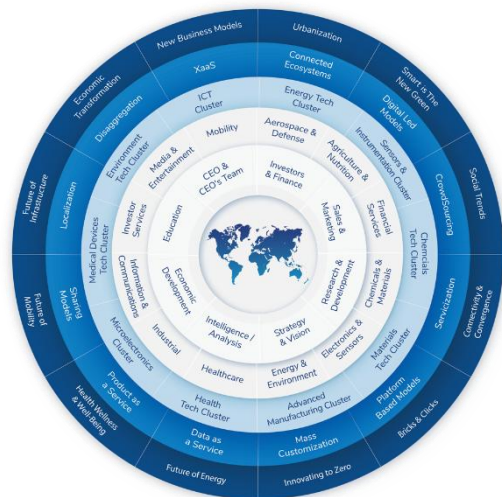 New Business Models
Urbanization
Smart is The
New Green
Social Trends
Connectivity &
Convergence
Bricks & Clicks
Innovating to Zero
Future of Energy
Health Wellness
& Well-Being
Future of
Mobility
Future of
Infrastructure
Economic
Transformation
XaaS
Connected
Ecosystems
Digital Led
Models
CrowdSourcing
Servicization
Platform
Based Models
Mass
Customization
Data as
a Service
Product as
a Service
Sharing
Models
Localization
Disaggregation
ICT
Cluster
Energy Tech
Cluster
Sensors &
Instrumentation Cluster
Chemcials
Tech Cluster
Materials
Tech Cluster
Advanced
Manufacturing Cluster
Health
Tech Cluster
Microelectronics
Cluster
Medical Devices
Tech Cluster
Environment
Tech Cluster
Mobility
Aerospace &
Defense
Agriculture &
Nutrition
Financial
Services
Chemicals &
Materials
Electronics &
Sensors
Energy &
Environment
Healthcare
Industrial
Information &
Communications
Investor
Services
Media &
Entertainment
CEO &
CEO's Team
Investors
& Finance
Sales &
Marketing
Research &
Development
Strategy
& Vision
Intelligence /
Analysis
Economic
Development
Education